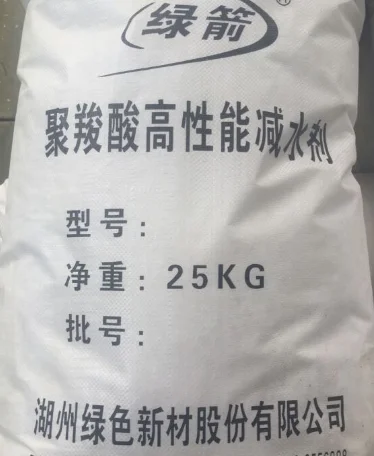 绿箭®
聚羧酸高性能减水剂
型号：
净重：25KG
批号：
湖州绿色新材股份有限公司